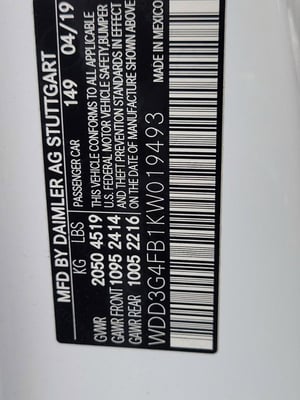 MFD BY DAIMLER AG STUTTGART
PASSENGER CAR 149 04/19
KG LBS
GVWR 2050 4519
GAWR FRONT 1095 2414
GAWR REAR 1005 2216
THIS VEHICLE CONFORMS TO ALL APPLICABLE
U.S. FEDERAL MOTOR VEHICLE SAFETY, BUMPER
AND THEFT PREVENTION STANDARDS IN EFFECT
ON THE DATE OF MANUFACTURE SHOWN ABOVE
WDD3G4FB1KW019493
MADE IN MEXICO